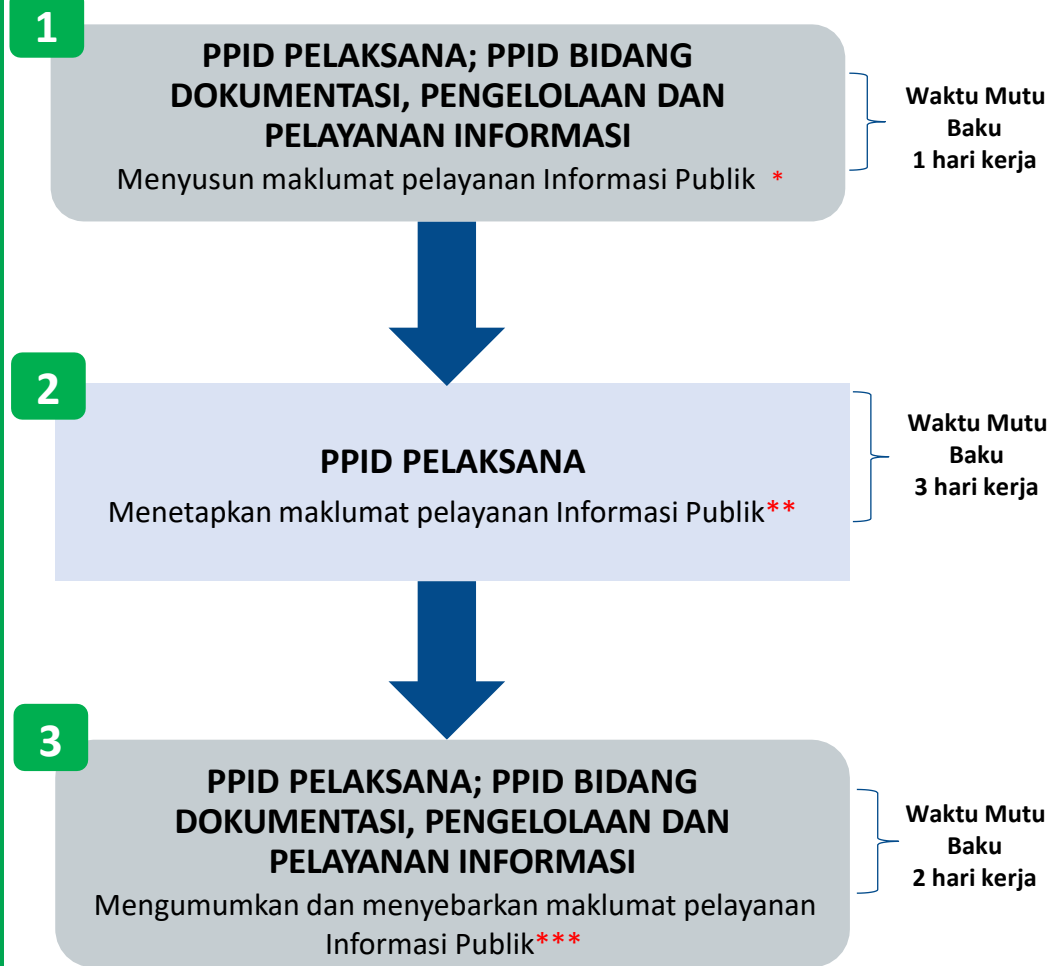 1
PPID PELAKSANA; PPID BIDANG
DOKUMENTASI, PENGELOLAAN DAN
PELAYANAN INFORMASI
Menyusun maklumat pelayanan Informasi Publik *
Waktu Mutu
Baku
1 hari kerja
2
PPID PELAKSANA
Menetapkan maklumat pelayanan Informasi Publik**
Waktu Mutu
Baku
3 hari kerja
3
PPID PELAKSANA; PPID BIDANG
DOKUMENTASI, PENGELOLAAN DAN
PELAYANAN INFORMASI
Mengumumkan dan menyebarkan maklumat pelayanan
Informasi Publik***
Waktu Mutu
Baku
2 hari kerja